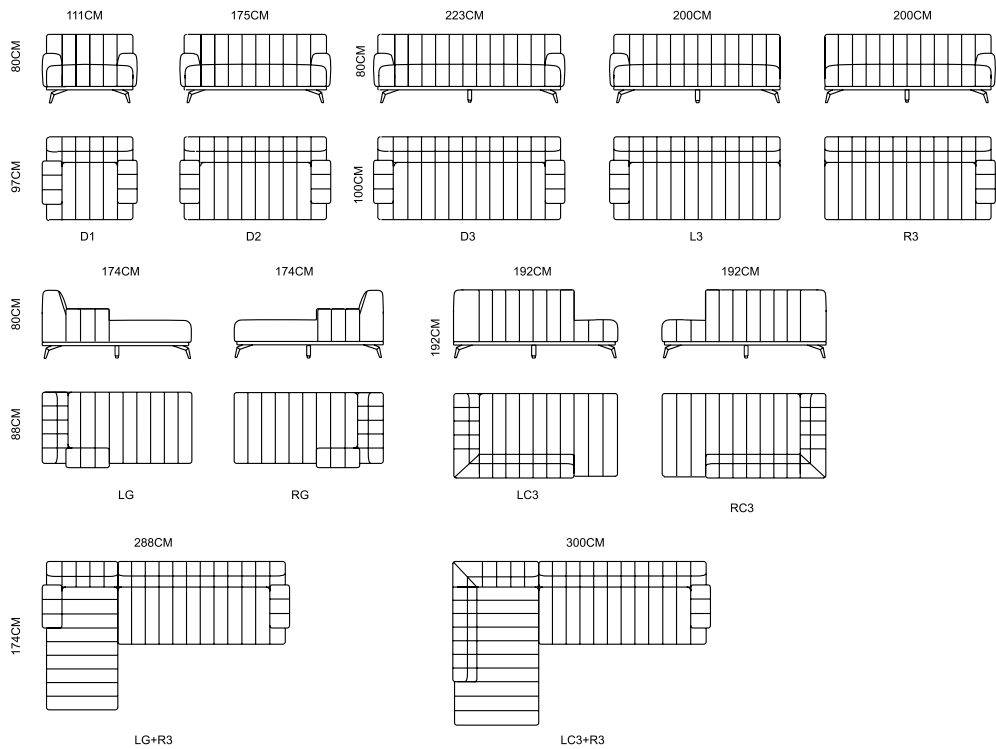 111CM
175CM
223CM
200CM
200CM
80CM
80CM
97CM
100CM
D1
D2
D3
L3
R3
174CM
174CM
192CM
192CM
80CM
192CM
88CM
LG
RG
LC3
RC3
288CM
300CM
174CM
LG+R3
LC3+R3